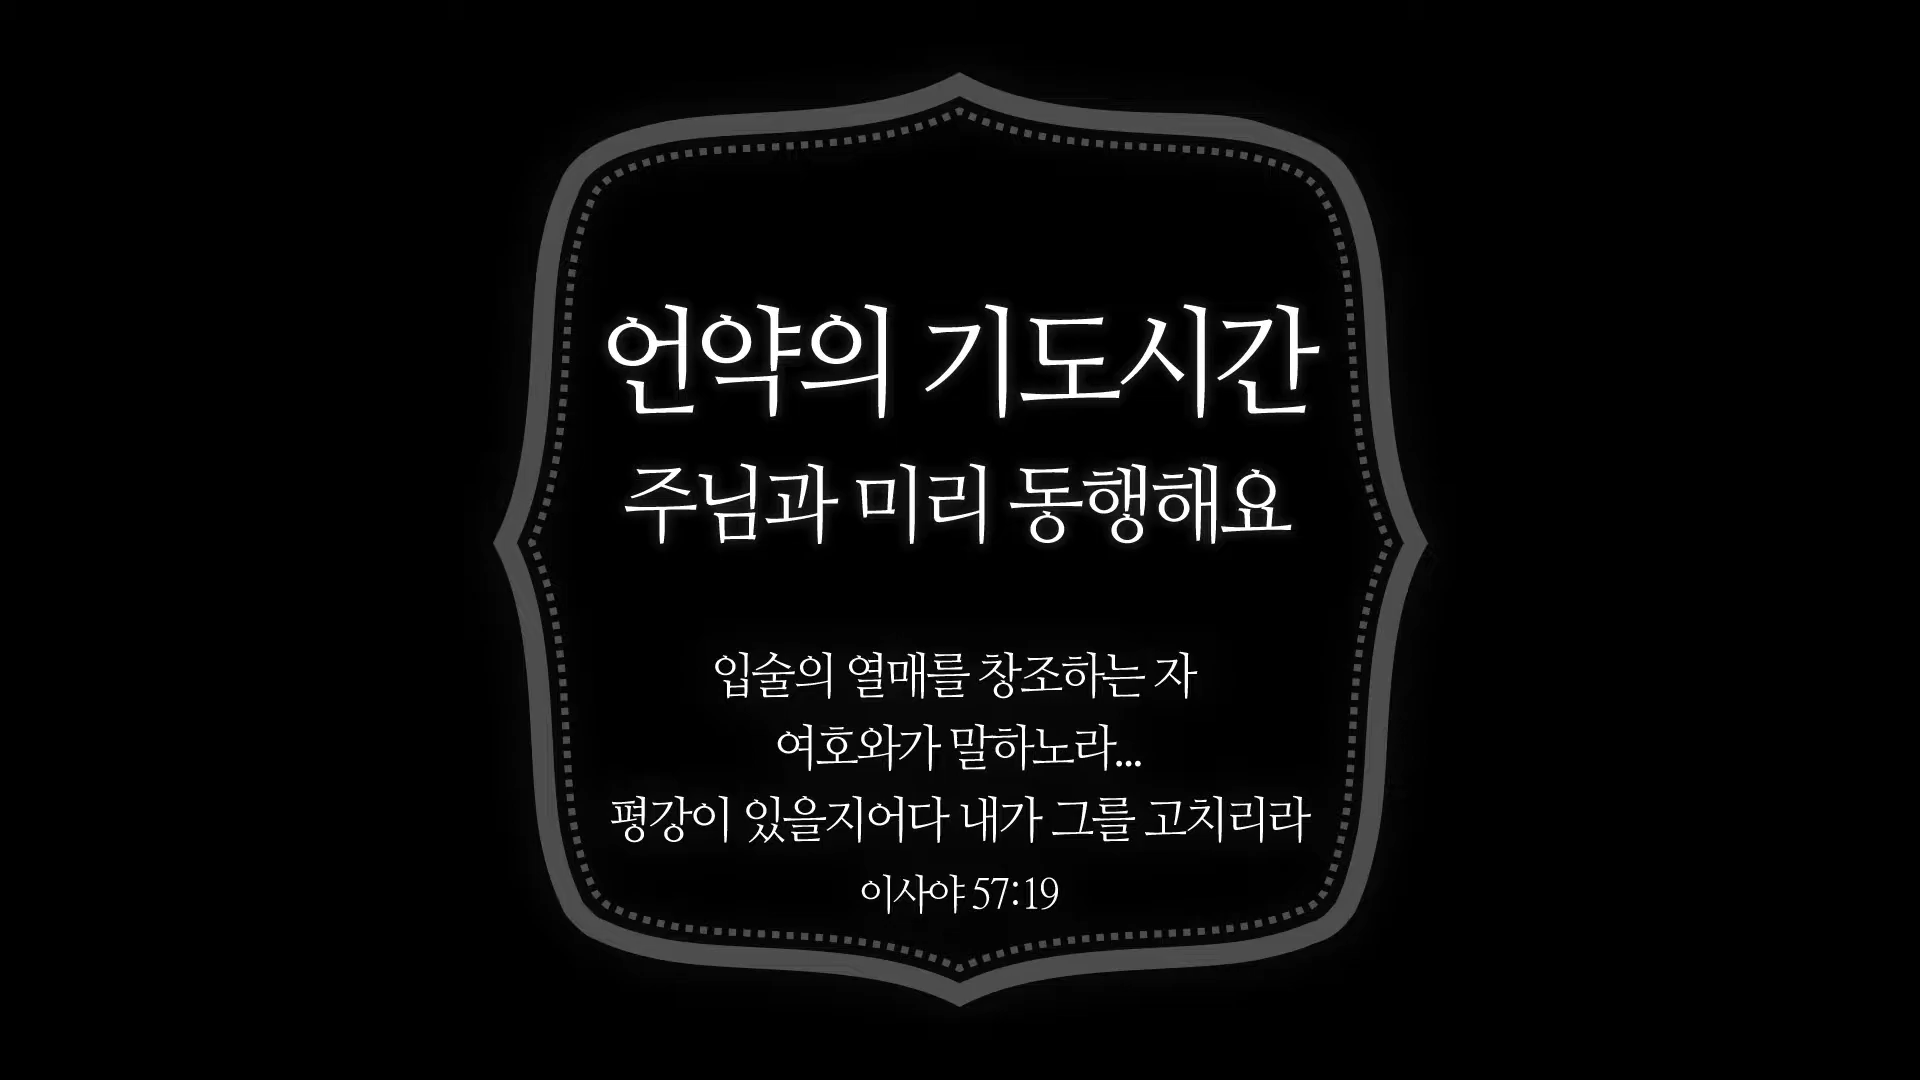 언약의 기도시간
주님과 미리 동행해요
입술의 열매를 창조하는 자
여호와가 말하노라...
평강이 있을지어다 내가 그를 고치리라
이사야 57:19